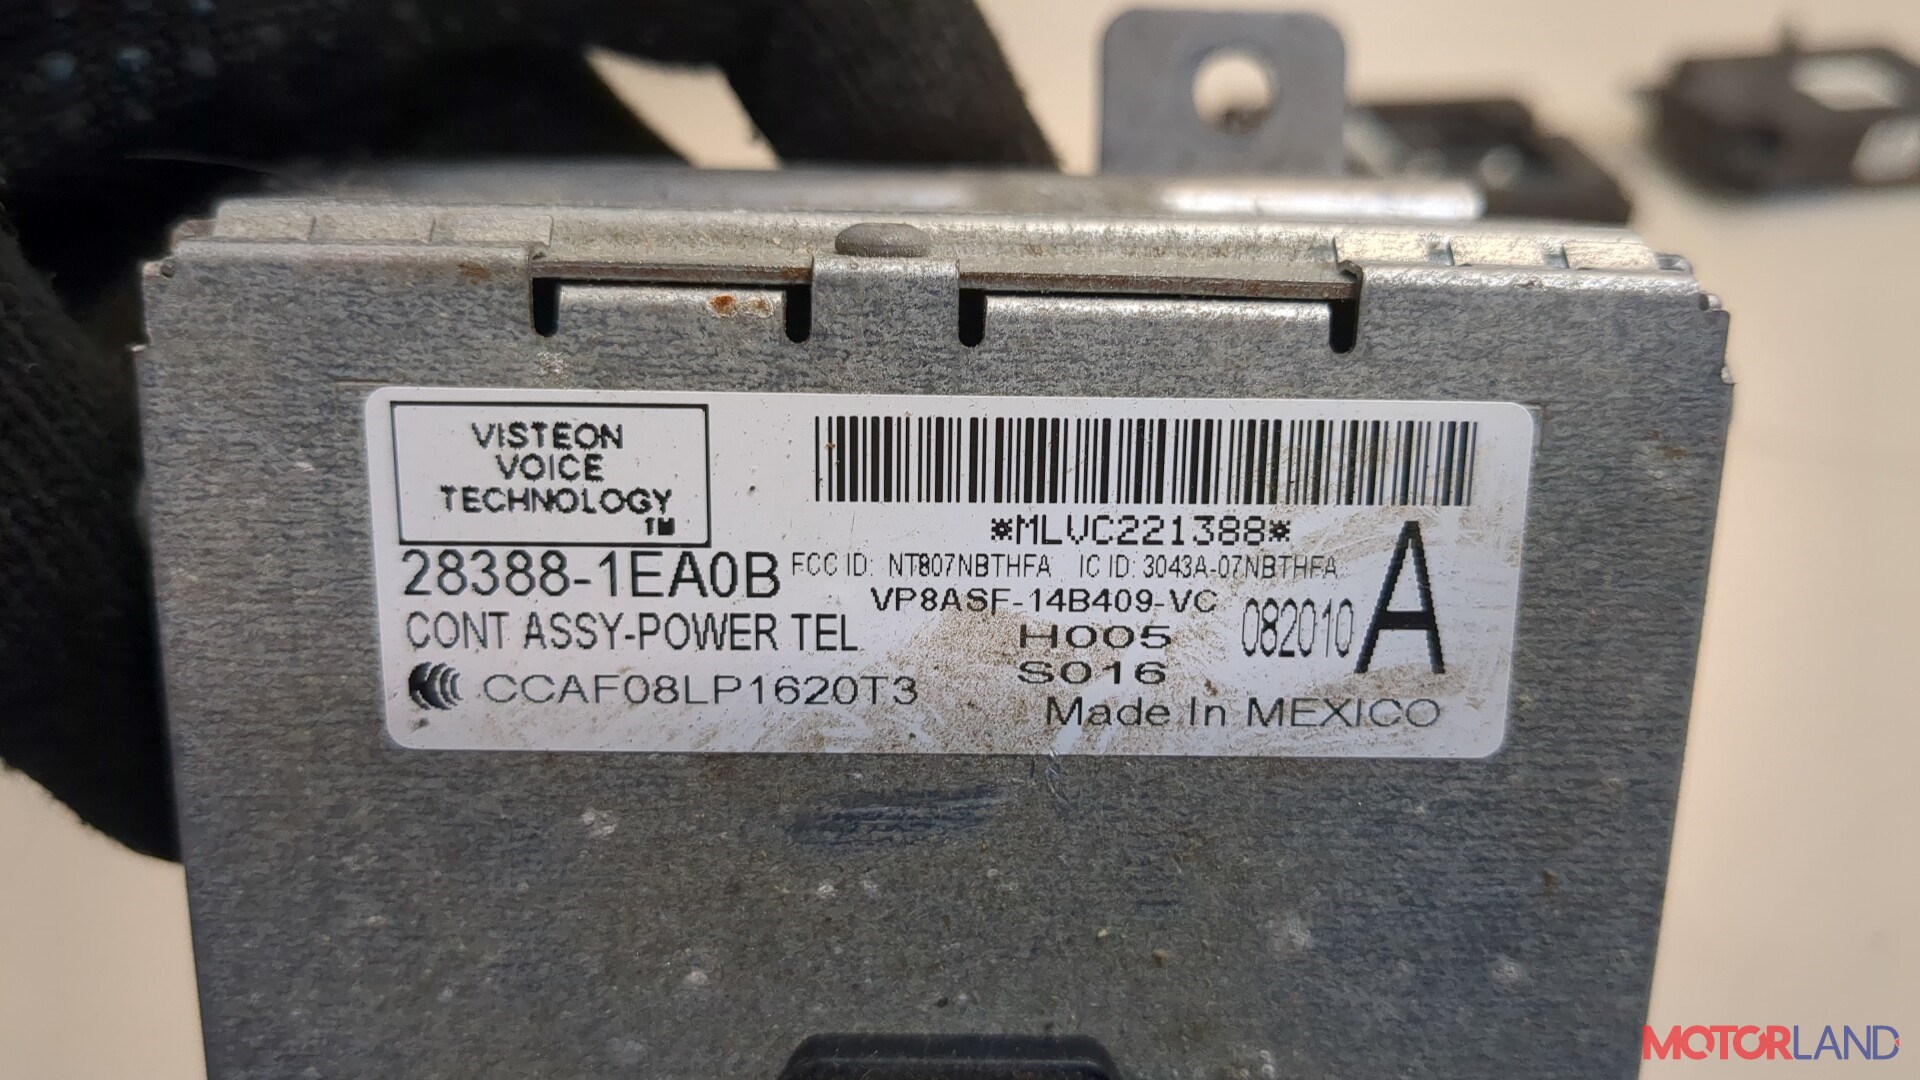 VISTEON
VOICE
TECHNOLOGY
TM
*MLVC221388*
28388-1EA0B
FCC ID: NT807NBTHFA IC ID: 3043A-07NBTHFA
VP8ASF-14B409-VC
CONT ASSY-POWER TEL
H005
082010
A
S016
CCAF08LP1620T3
Made In MEXICO
MOTORLAND